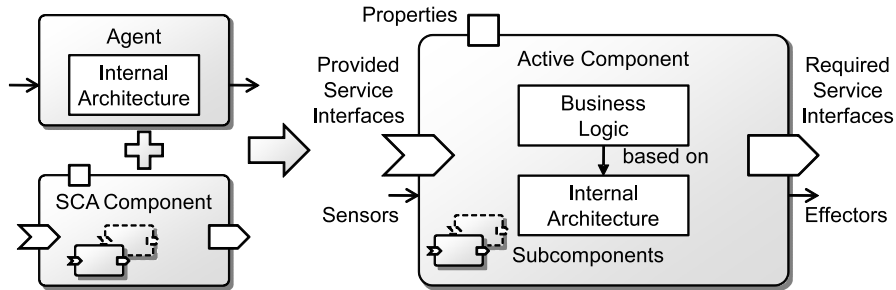 Agent
Internal
Architecture
SCA Component
Properties
Provided
Service
Interfaces
Sensors
Active Component
Business
Logic
based on
Internal
Architecture
Subcomponents
Required
Service
Interfaces
Effectors